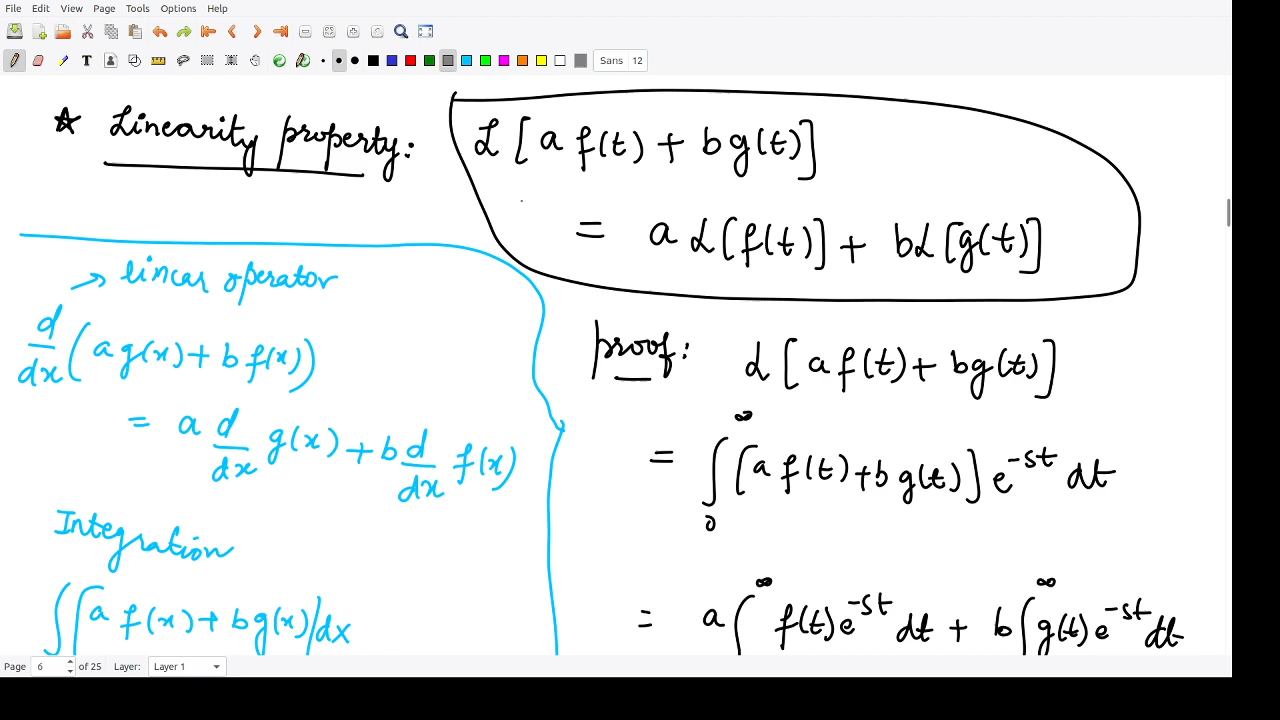 File Edit View Page Tools Options Help
Sans 12
☆ Linearity property: L[a f(t) + b g(t)]
= a L[f(t)] + b L[g(t)]
→ linear operator
d/dx (a g(x) + b f(x))
= a d/dx g(x) + b d/dx f(x)
Integration
∫[a f(x) + b g(x)]dx
proof: L[a f(t) + b g(t)]
= ∫₀^∞ [a f(t) + b g(t)] e^{-st} dt
= a ∫^∞ f(t) e^{-st} dt + b ∫^∞ g(t) e^{-st} dt
Page 6 of 25 Layer: Layer 1